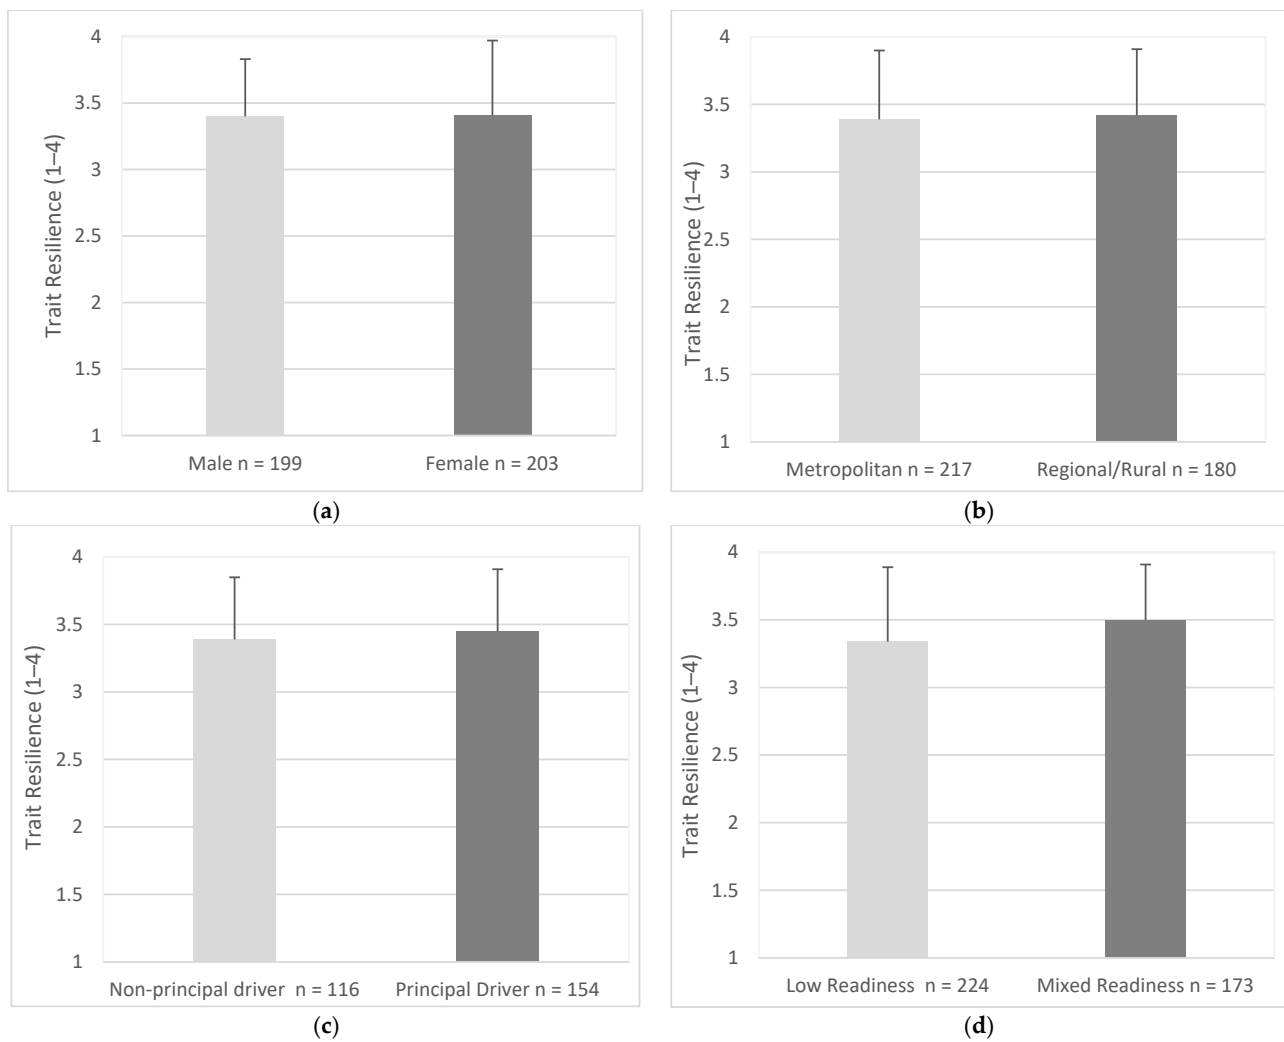 Trait Resilience (1–4)
4
3.5
3
2.5
2
1.5
1
Male n = 199 Female n = 203
(a)
Trait Resilience (1–4)
4
3.5
3
2.5
2
1.5
1
Metropolitan n = 217 Regional/Rural n = 180
(b)
Trait Resilience (1–4)
4
3.5
3
2.5
2
1.5
1
Non-principal driver n = 116 Principal Driver n = 154
(c)
Trait Resilience (1–4)
4
3.5
3
2.5
2
1.5
1
Low Readiness n = 224 Mixed Readiness n = 173
(d)